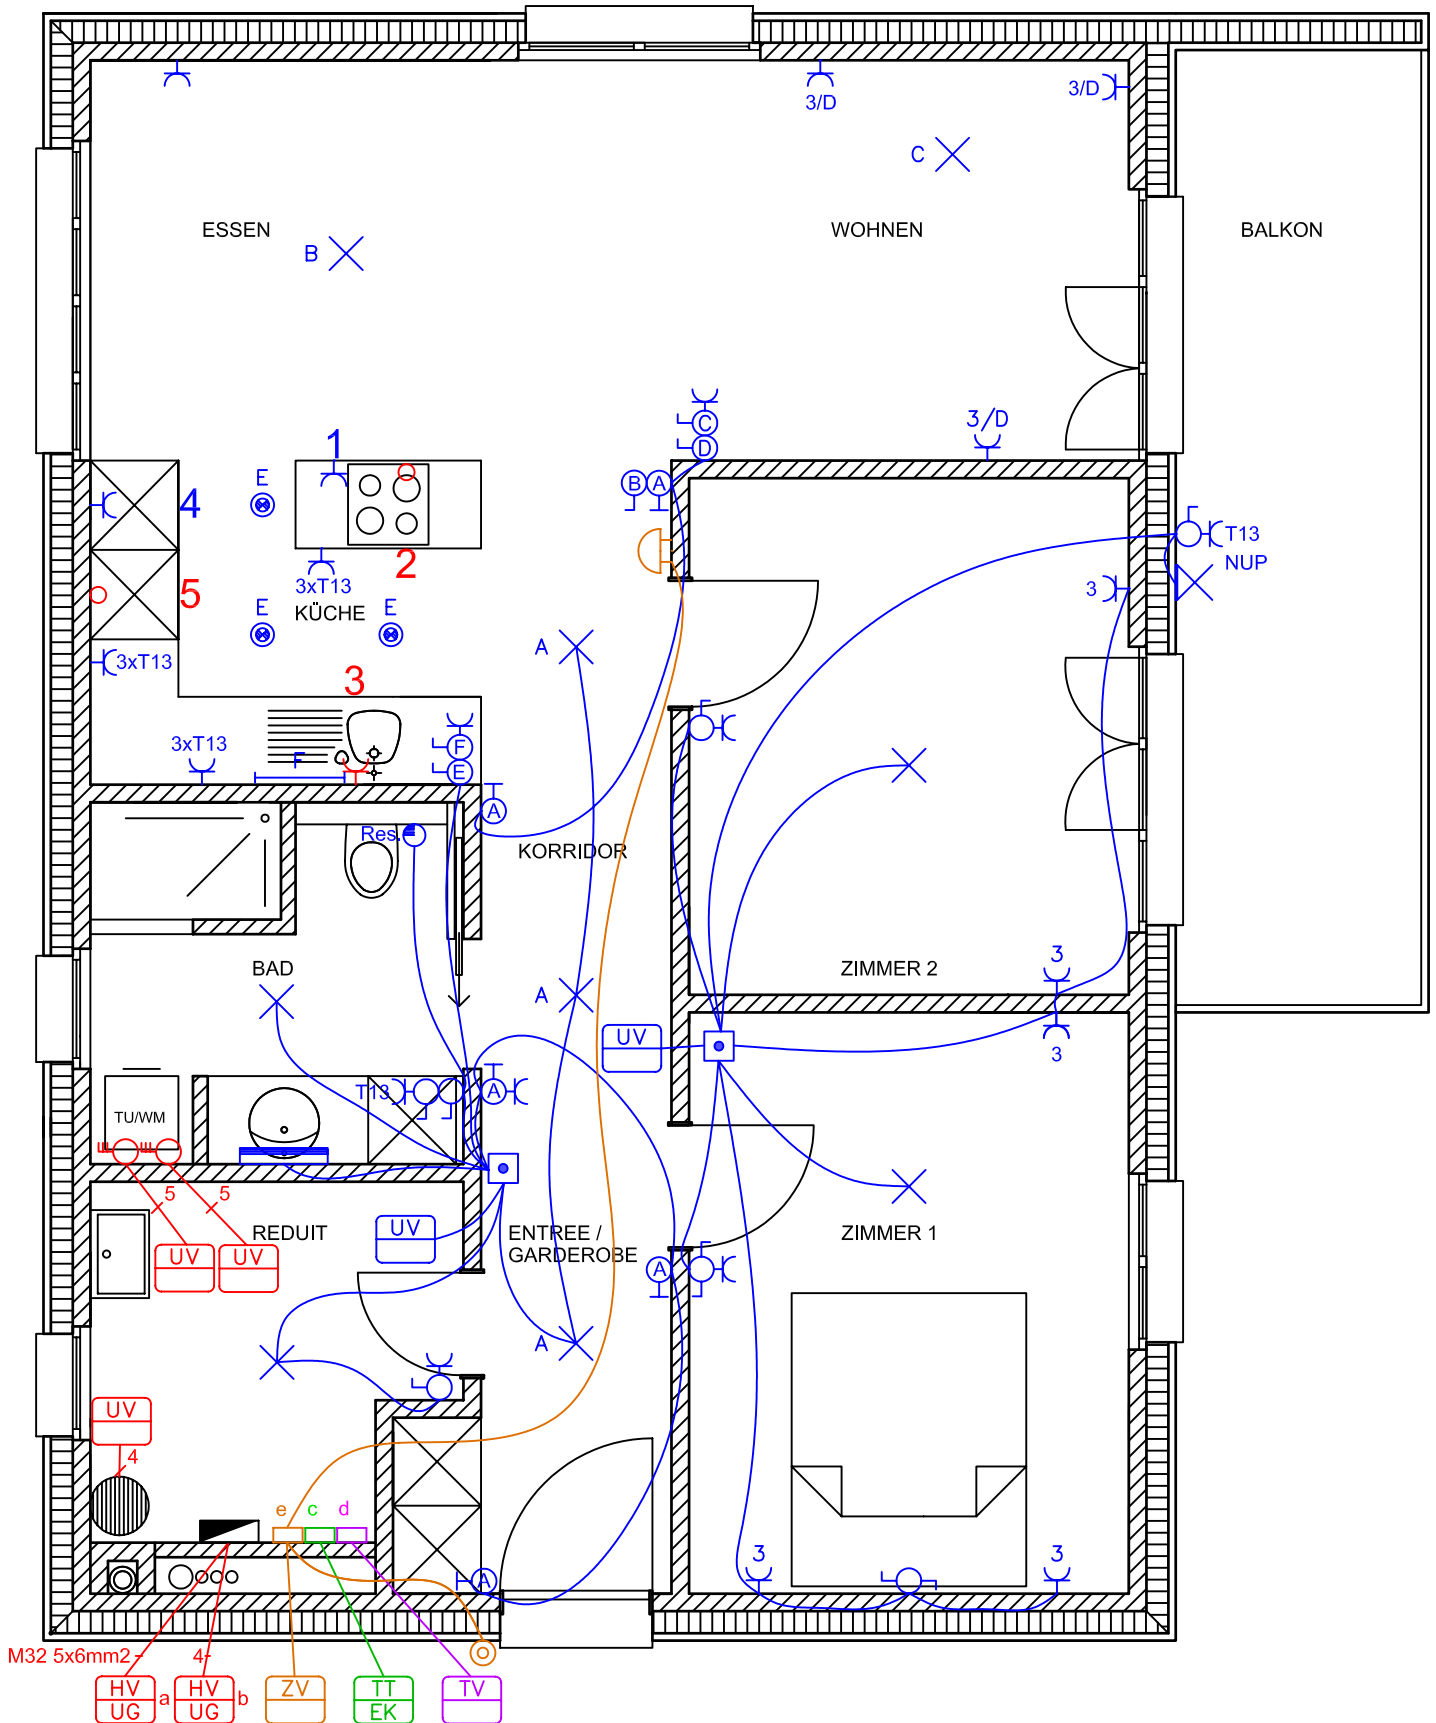 3/D
3/D
C
ESSEN
WOHNEN
BALKON
B
C
3/D
D
1
E
4
B
A
T13
2
NUP
3xT13
5
3
E
E
KÜCHE
A
3xT13
3
3xT13
F
F
E
A
Res.
KORRIDOR
3
BAD
ZIMMER 2
A
UV
3
T13
A
TU/WM
5
5
UV
REDUIT
ENTREE /
GARDEROBE
ZIMMER 1
UV
UV
A
A
UV
4
e
c
d
3
3
A
M32 5x6mm2
4
HV
UG
a
HV
UG
b
ZV
TT
EK
TV